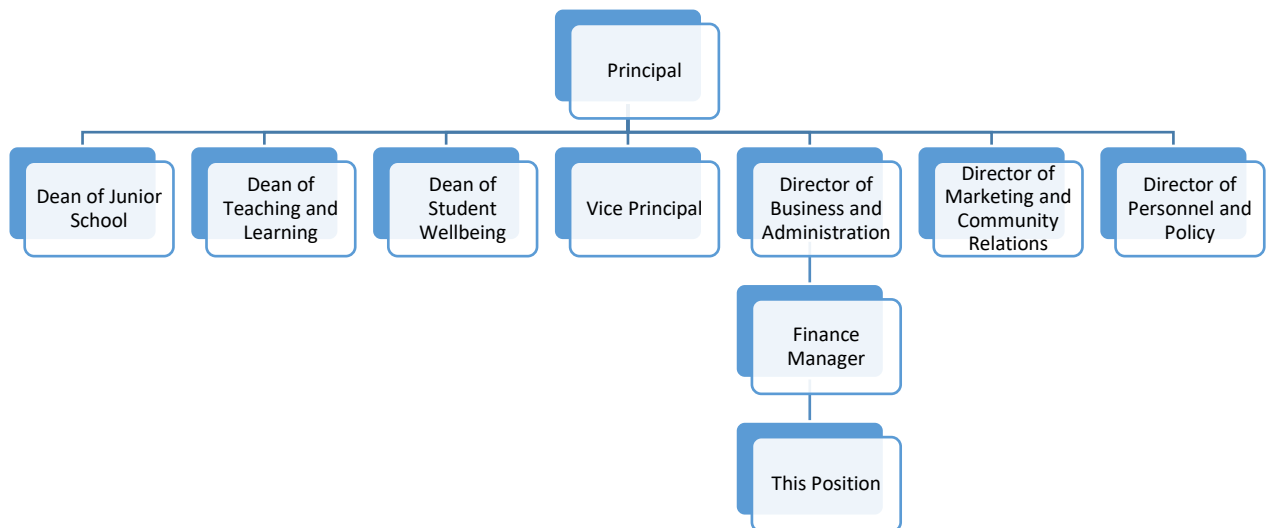 Principal
Dean of Junior
School
Dean of
Teaching and
Learning
Dean of
Student
Wellbeing
Vice Principal
Director of
Business and
Administration
Director of
Marketing and
Community
Relations
Director of
Personnel and
Policy
Finance
Manager
This Position